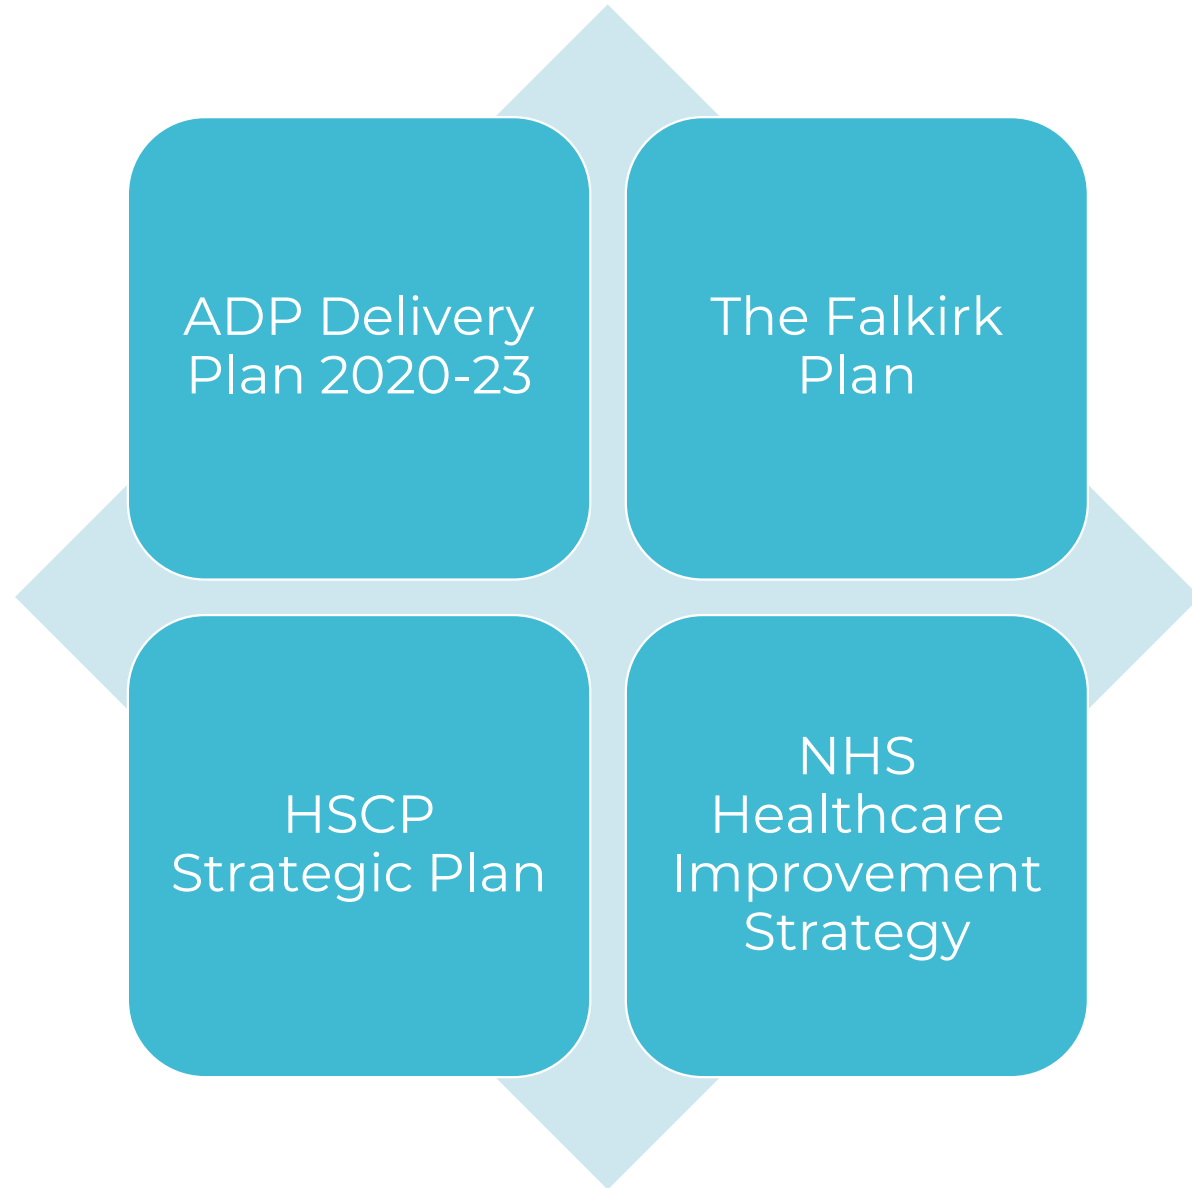 ADP Delivery
Plan 2020-23
The Falkirk
Plan
HSCP
Strategic Plan
NHS
Healthcare
Improvement
Strategy